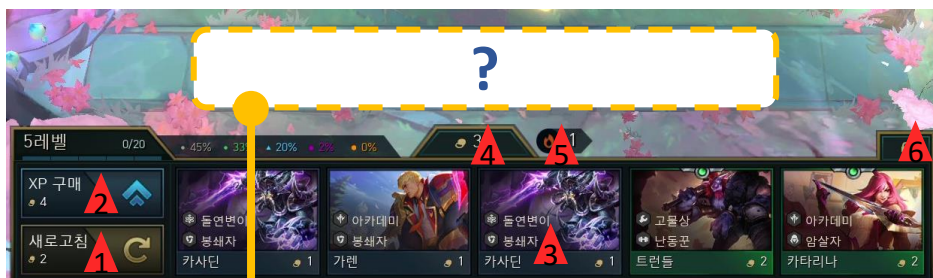 ?
5레벨 0/20 45% 33% 20% 2% 0% 3 4 5 1 6
XP 구매
4 2
새로고침
2 1
돌연변이
봉쇄자
카사딘 1
아카데미
봉쇄자
가렌 1
돌연변이
봉쇄자 3
카사딘 1
고물상
난동꾼
트런들 2
아카데미
암살자
카타리나 2